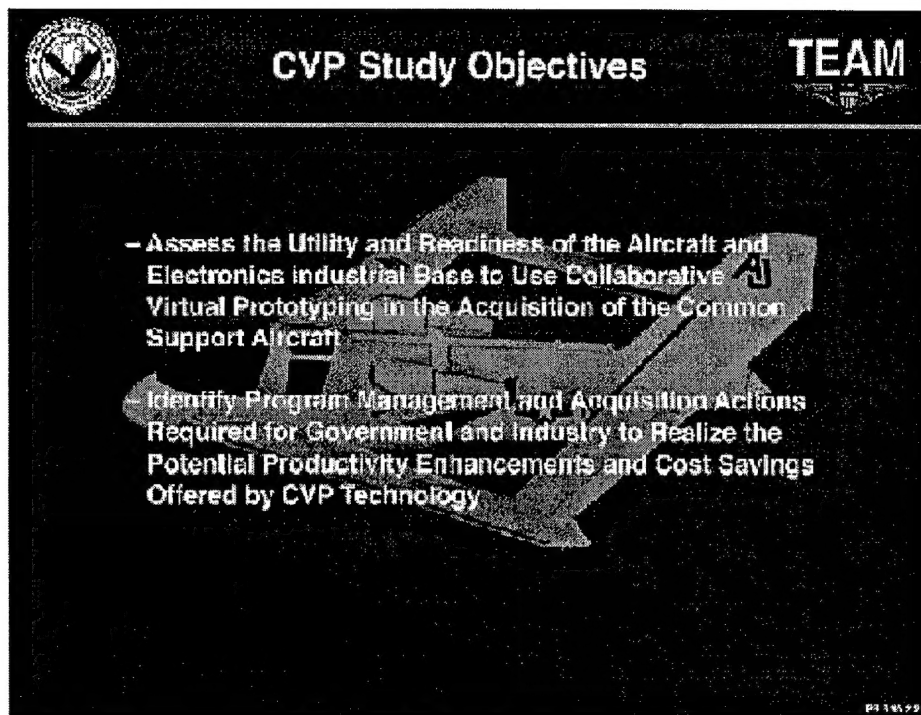 CVP Study Objectives
TEAM
– Assess the Utility and Readiness of the Aircraft and
Electronics Industrial Base to Use Collaborative
Virtual Prototyping in the Acquisition of the Common
Support Aircraft
– Identify Program Management and Acquisition Actions
Required for Government and Industry to Realize the
Potential Productivity Enhancements and Cost Savings
Offered by CVP Technology